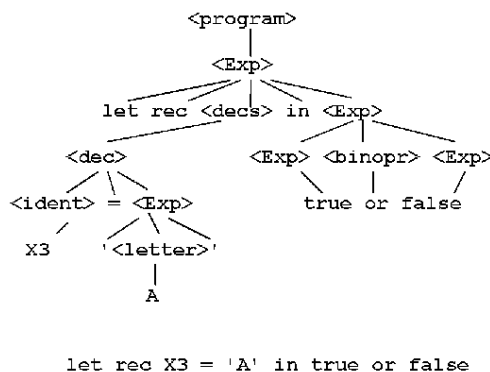 <program>
<Exp>
let rec <decs> in <Exp>
<dec> <Exp> <binopr> <Exp>
<ident> = <Exp> true or false
X3 '<letter>'
A
let rec X3 = 'A' in true or false